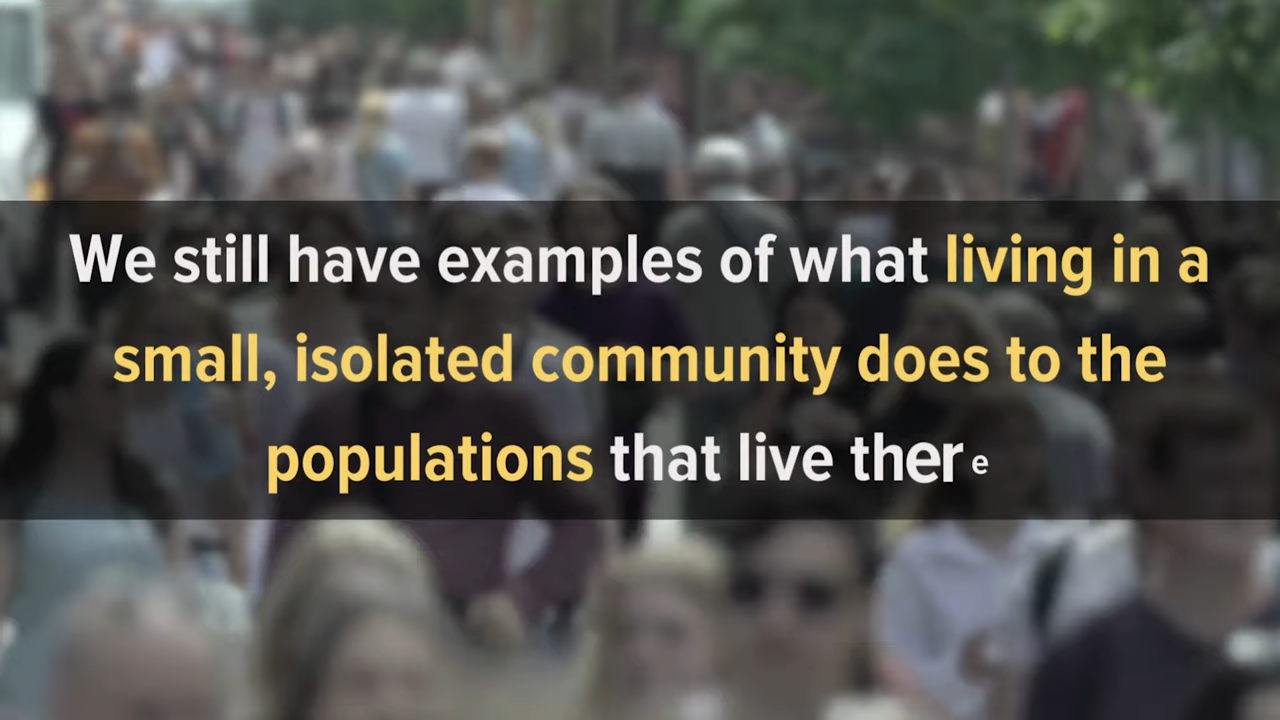 We still have examples of what living in a
small, isolated community does to the
populations that live there